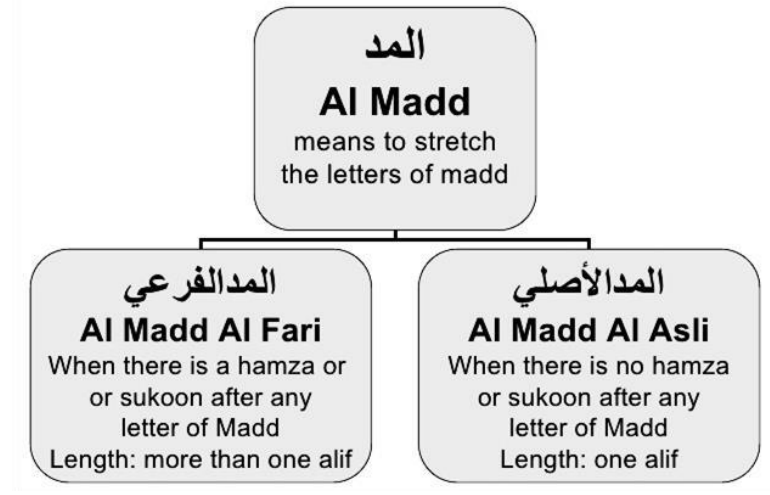 المد
Al Madd
means to stretch
the letters of madd
المدالفرعي
Al Madd Al Fari
When there is a hamza or
or sukoon after any
letter of Madd
Length: more than one alif
المدالأصلي
Al Madd Al Asli
When there is no hamza
or sukoon after any
letter of Madd
Length: one alif